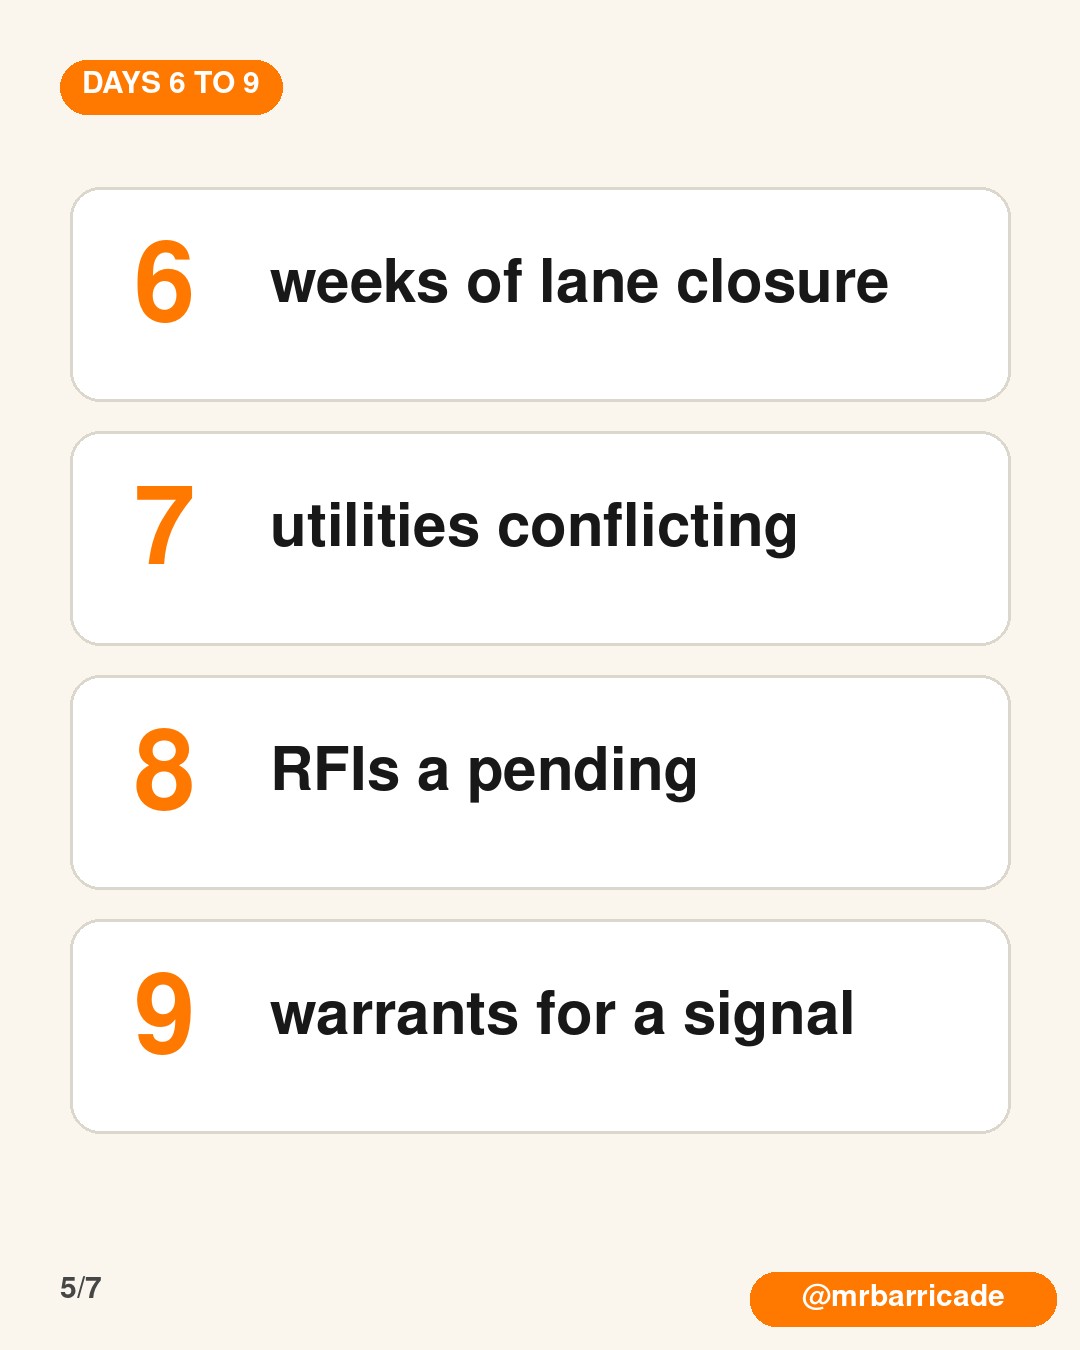 DAYS 6 TO 9
6 weeks of lane closure
7 utilities conflicting
8 RFIs a pending
9 warrants for a signal
5/7
@mrbarricade